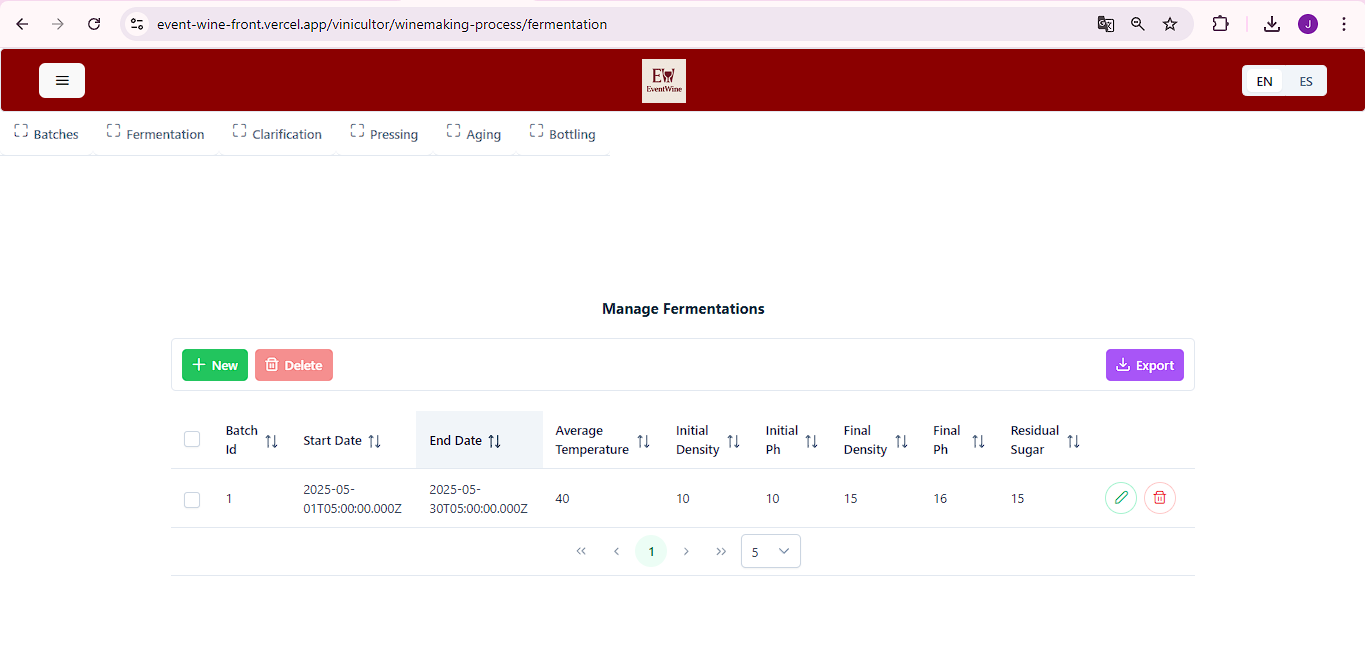 event-wine-front.vercel.app/vinicultor/winemaking-process/fermentation
J
EW
EventWine
EN ES
Batches Fermentation Clarification Pressing Aging Bottling
Manage Fermentations
New Delete Export
Batch Id Start Date End Date Average Temperature Initial Density Initial Ph Final Density Final Ph Residual Sugar
1 2025-05-01T05:00:00.000Z 2025-05-30T05:00:00.000Z 40 10 10 15 16 15
« ‹ 1 › » 5